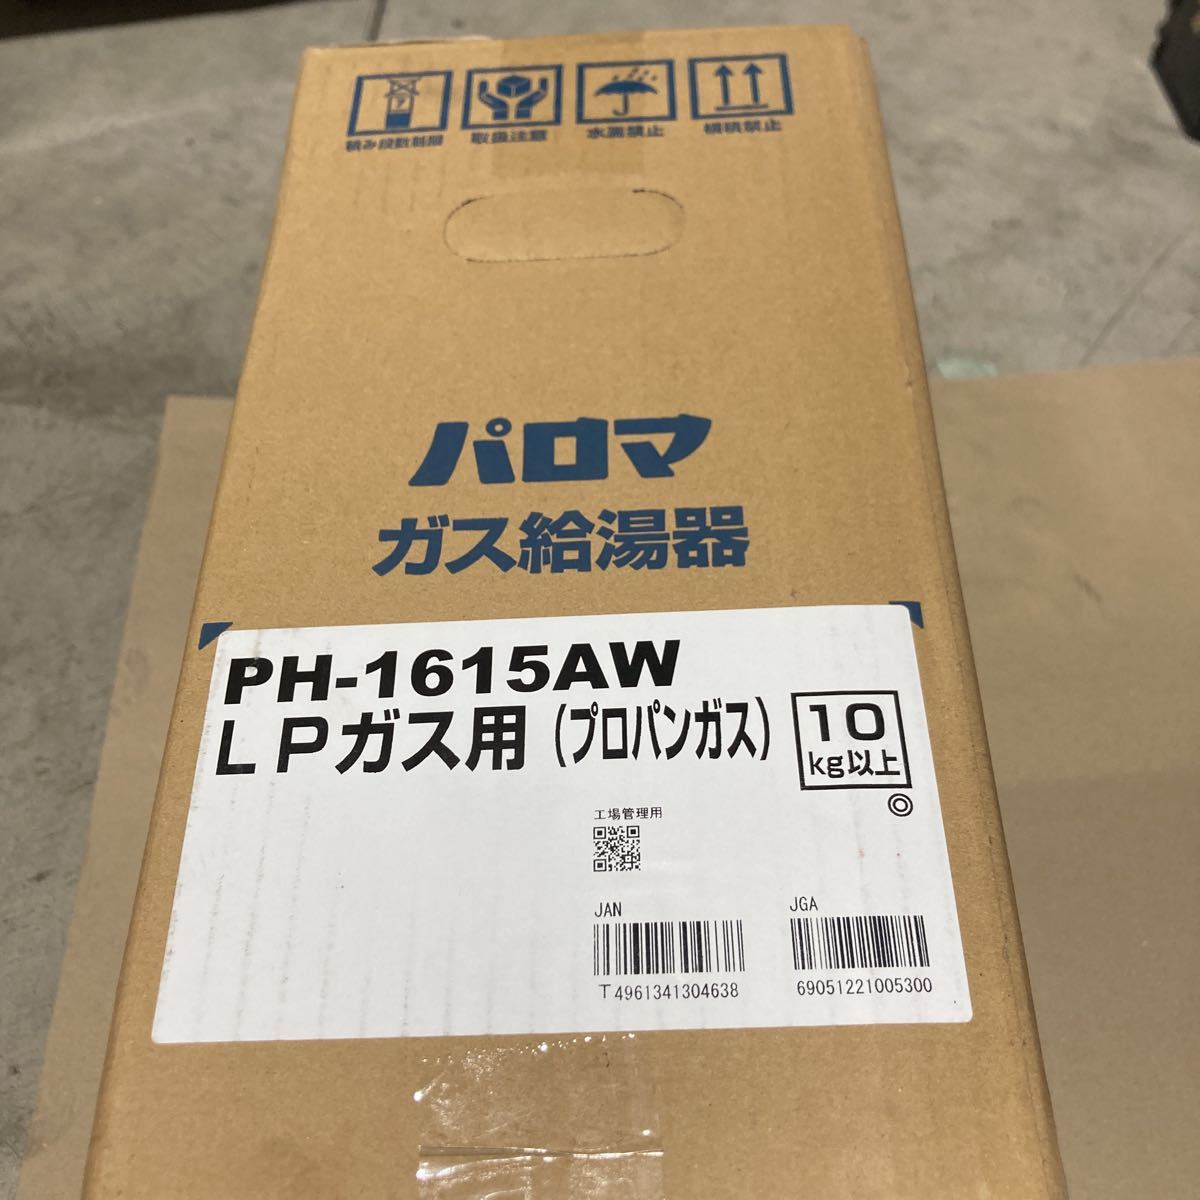 7
積み段数制限 取扱注意 水濡禁止 横積禁止
パロマ
ガス給湯器
PH-1615AW
LPガス用(プロパンガス)
10
kg以上
◎
工場管理用
JAN
JGA
T4961341304638
69051221005300